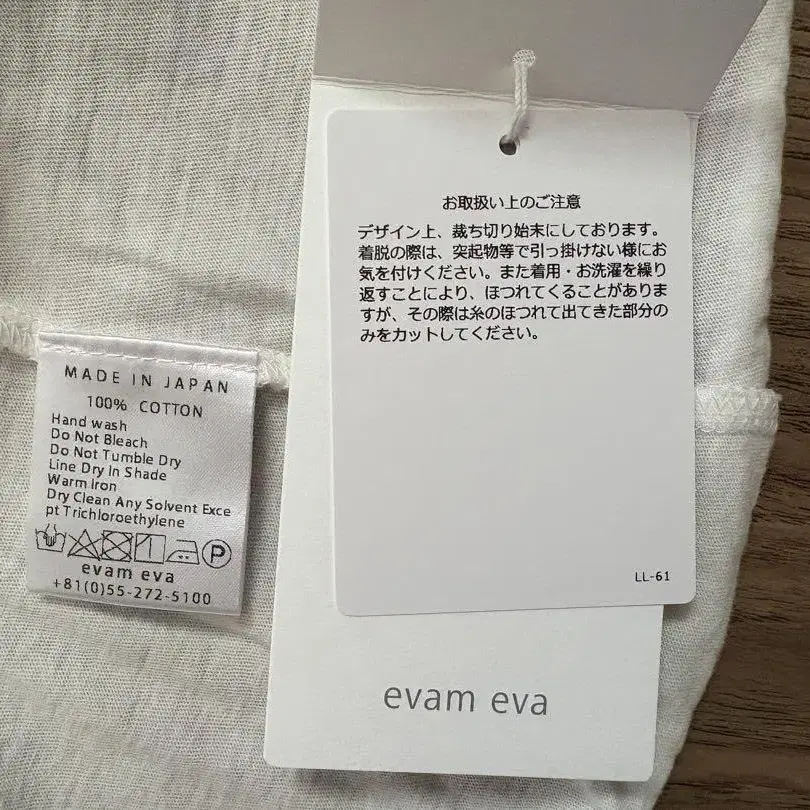 MADE IN JAPAN
100% COTTON
Hand wash
Do Not Bleach
Do Not Tumble Dry
Line Dry In Shade
Warm Iron
Dry Clean Any Solvent Exce
pt Trichloroethylene
P
evam eva
+81(0)55-272-5100
お取扱い上のご注意
デザイン上、裁ち切り始末にしております。
着脱の際は、突起物等で引っ掛けない様にお
気を付けください。また着用・お洗濯を繰り
返すことにより、ほつれてくることがありま
すが、その際は糸のほつれて出てきた部分の
みをカットしてください。
LL-61
evam eva